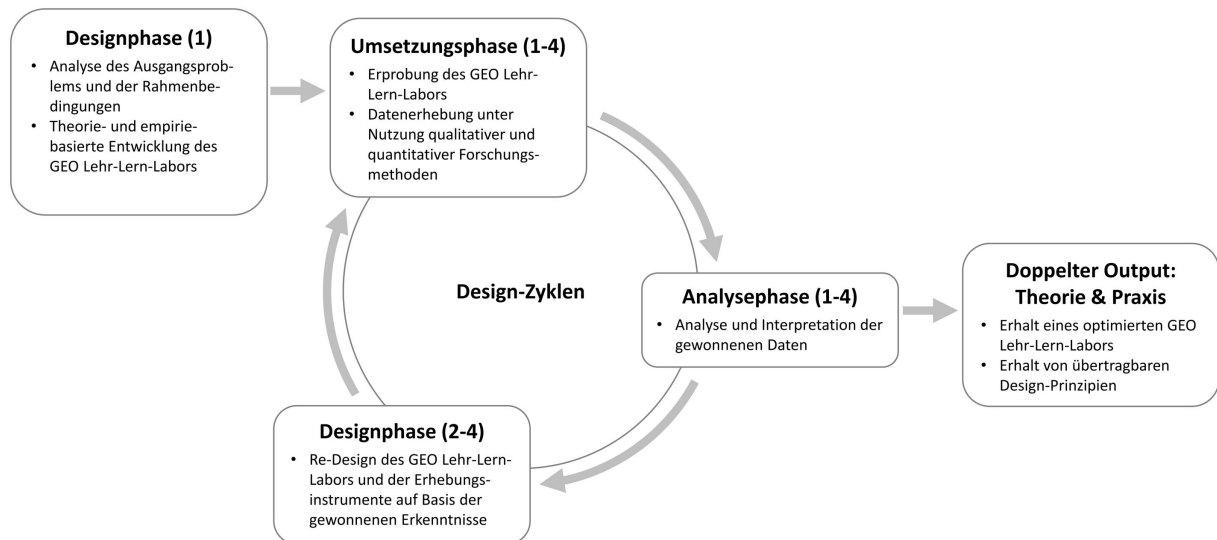 Designphase (1)
• Analyse des Ausgangsprob-
lems und der Rahmenbe-
dingungen
• Theorie- und empirie-
basierte Entwicklung des
GEO Lehr-Lern-Labors
Umsetzungsphase (1-4)
• Erprobung des GEO Lehr-
Lern-Labors
• Datenerhebung unter
Nutzung qualitativer und
quantitativer Forschungs-
methoden
Design-Zyklen
Analysephase (1-4)
• Analyse und Interpretation der
gewonnenen Daten
Doppelter Output:
Theorie & Praxis
• Erhalt eines optimierten GEO
Lehr-Lern-Labors
• Erhalt von übertragbaren
Design-Prinzipien
Designphase (2-4)
• Re-Design des GEO Lehr-Lern-
Labors und der Erhebungs-
instrumente auf Basis der
gewonnenen Erkenntnisse